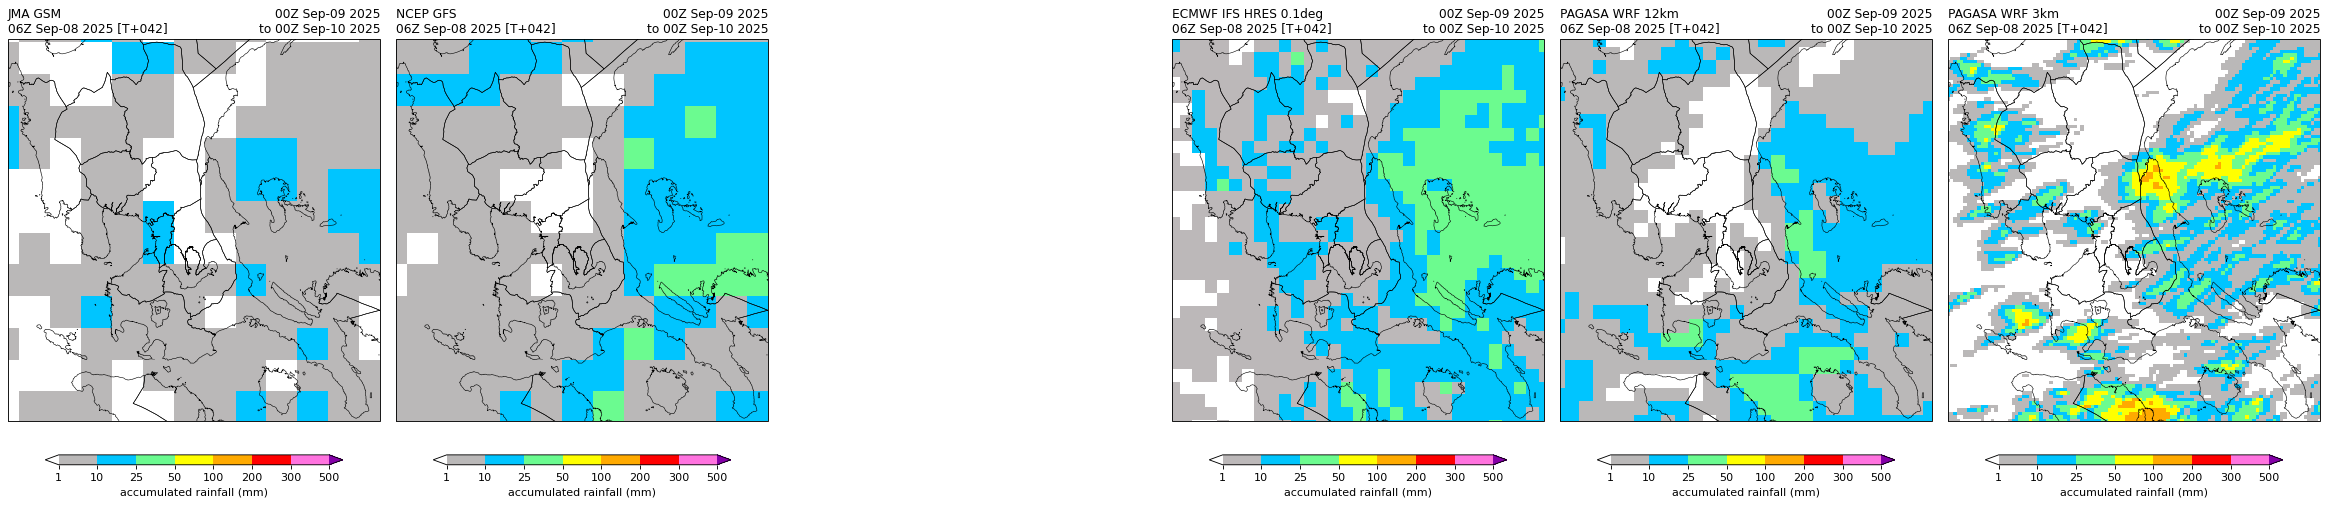 JMA GSM 00Z Sep-09 2025
06Z Sep-08 2025 [T+042] to 00Z Sep-10 2025
1 10 25 50 100 200 300 500
accumulated rainfall (mm)
NCEP GFS 00Z Sep-09 2025
06Z Sep-08 2025 [T+042] to 00Z Sep-10 2025
1 10 25 50 100 200 300 500
accumulated rainfall (mm)
ECMWF IFS HRES 0.1deg 00Z Sep-09 2025
06Z Sep-08 2025 [T+042] to 00Z Sep-10 2025
1 10 25 50 100 200 300 500
accumulated rainfall (mm)
PAGASA WRF 12km 00Z Sep-09 2025
06Z Sep-08 2025 [T+042] to 00Z Sep-10 2025
1 10 25 50 100 200 300 500
accumulated rainfall (mm)
PAGASA WRF 3km 00Z Sep-09 2025
06Z Sep-08 2025 [T+042] to 00Z Sep-10 2025
1 10 25 50 100 200 300 500
accumulated rainfall (mm)